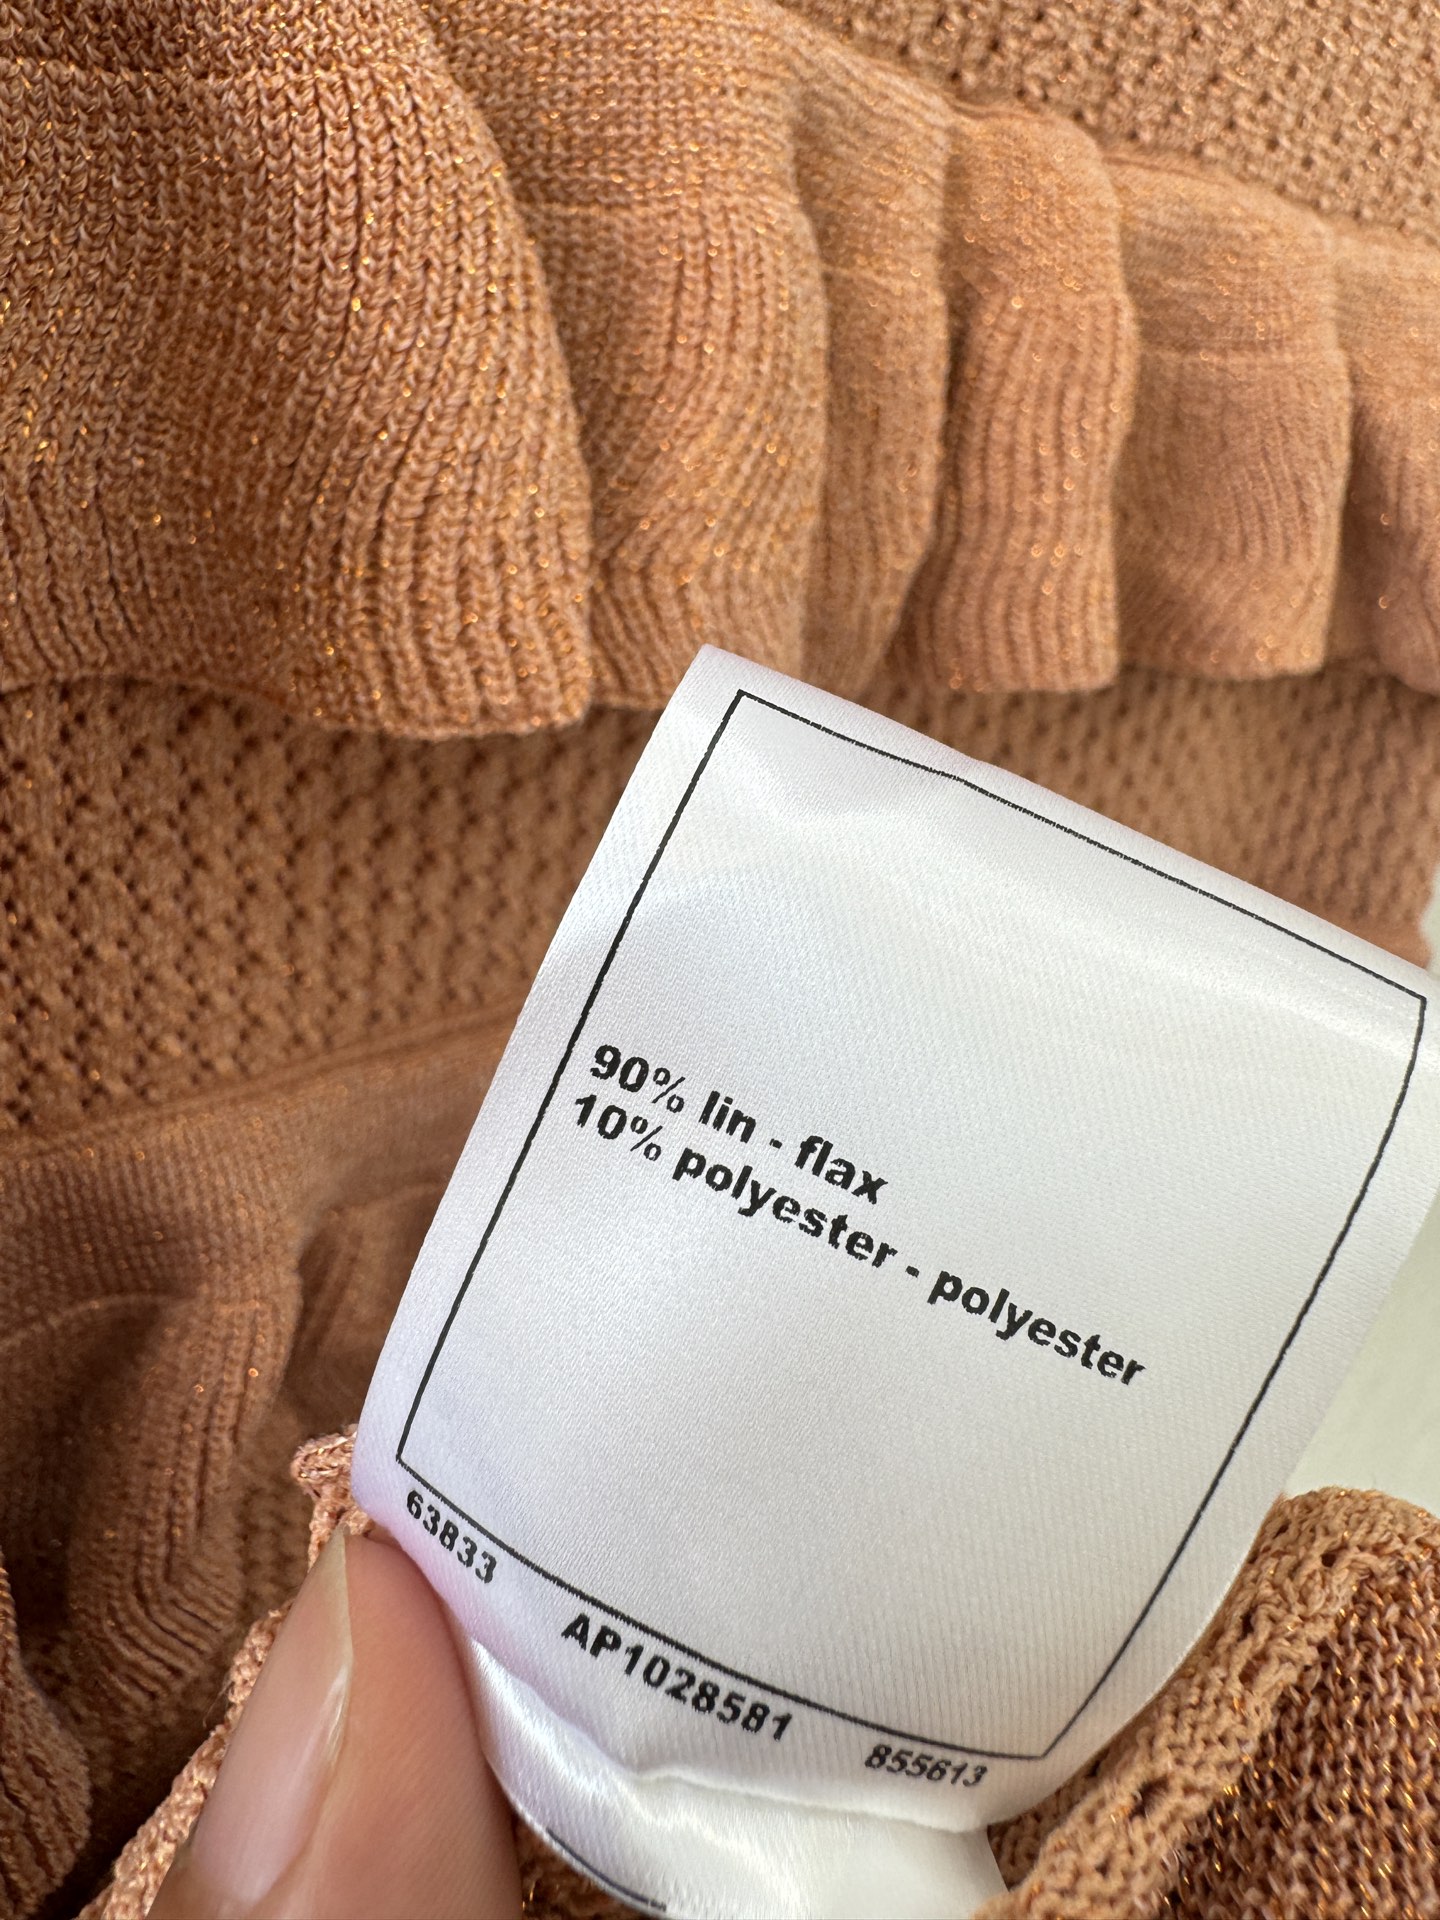 90% lin - flax
10% polyester - polyester
63833
AP1028581
855613